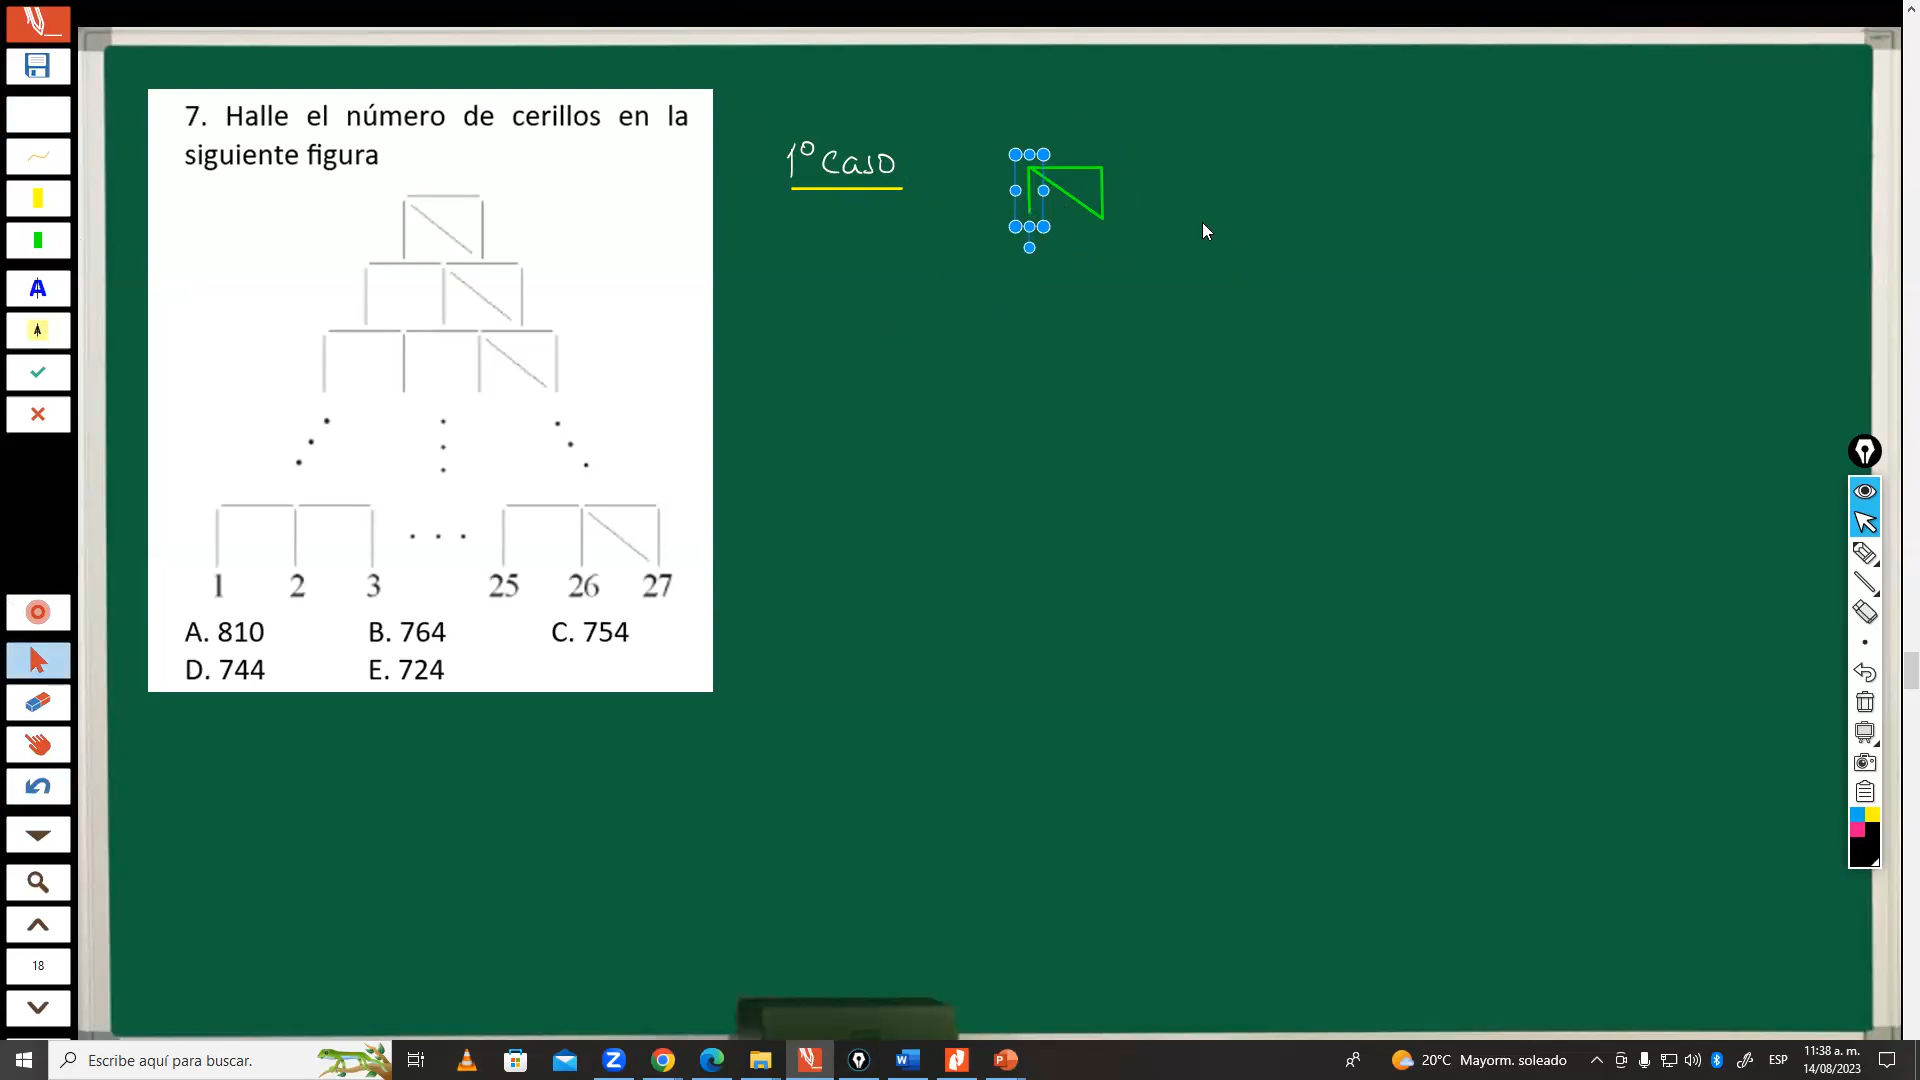 7. Halle el número de cerillos en la
siguiente figura
1 2 3 25 26 27
A. 810 B. 764 C. 754
D. 744 E. 724
1° Caso
A
18
Escribe aquí para buscar.
20°C Mayorm. soleado
ESP
11:38 a. m.
14/08/2023